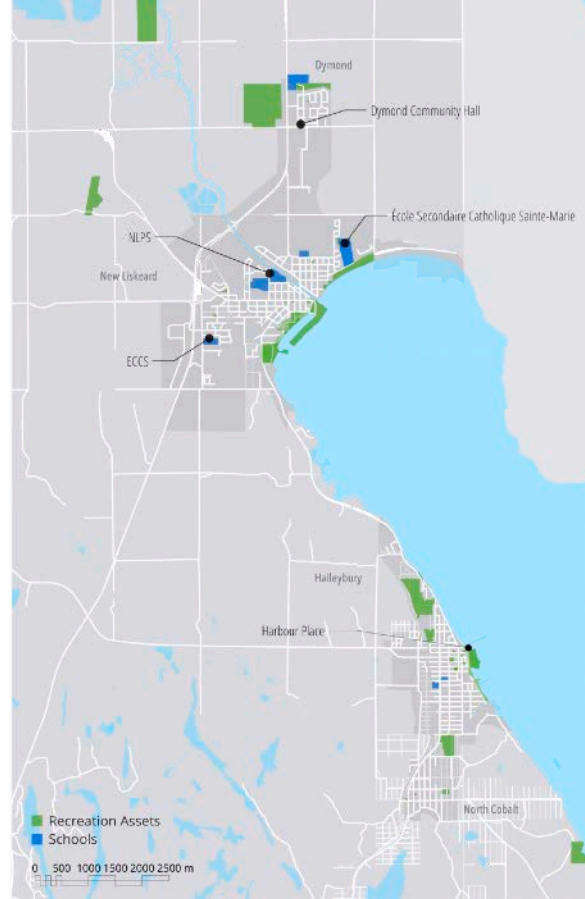 Dymond
Dymond Community Hall
École Secondaire Catholique Sainte-Marie
NLPS
New Liskeard
ECCS
Haileybury
Harbour Place
North Cobalt
Recreation Assets
Schools
0 500 1000 1500 2000 2500 m